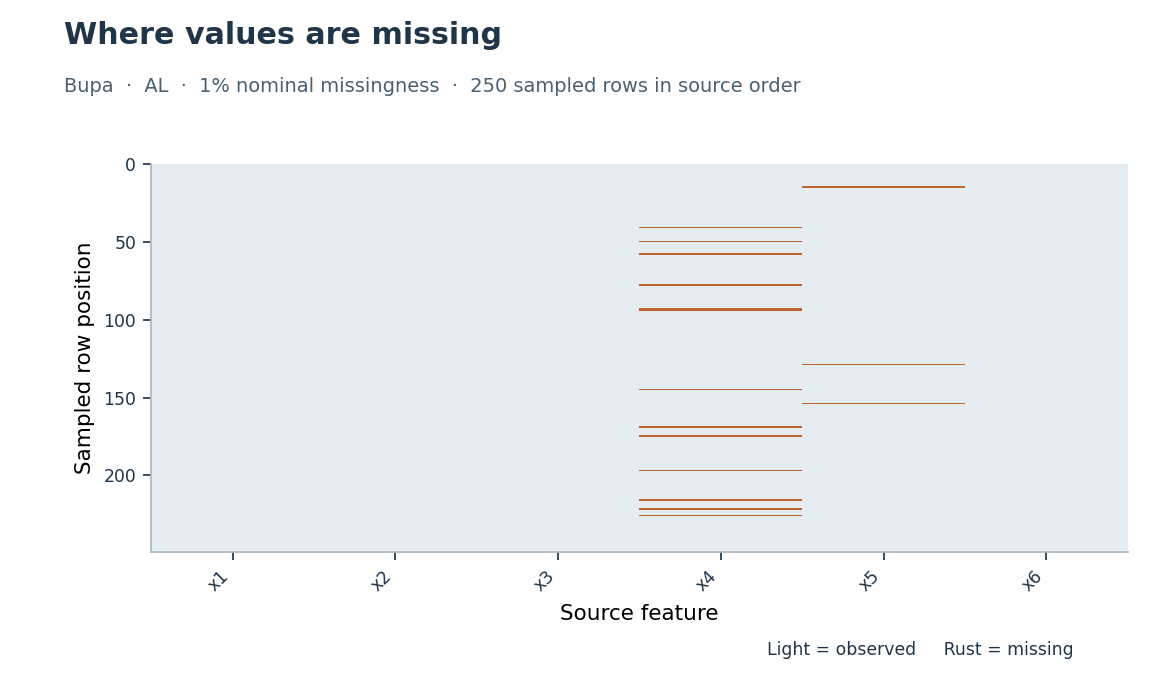 Where values are missing
Bupa · AL · 1% nominal missingness · 250 sampled rows in source order
0
50
100
150
200
Sampled row position
x1 x2 x3 x4 x5 x6
Source feature
Light = observed Rust = missing